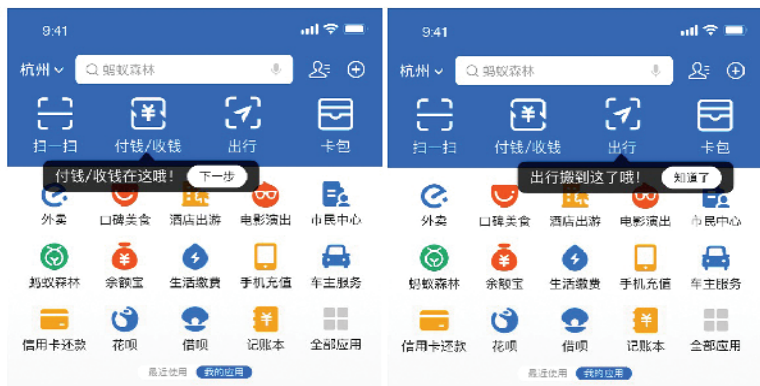 9:41
杭州
蚂蚁森林
扫一扫 付钱/收钱 出行 卡包
付钱/收钱在这哦! 下一步
外卖 口碑美食 酒店出游 电影演出 市民中心
蚂蚁森林 余额宝 生活缴费 手机充值 车主服务
信用卡还款 花呗 借呗 记账本 全部应用
最近使用 我的应用
9:41
杭州
蚂蚁森林
扫一扫 付钱/收钱 出行 卡包
出行搬到这了哦! 知道了
外卖 口碑美食 酒店出游 电影演出 市民中心
蚂蚁森林 余额宝 生活缴费 手机充值 车主服务
信用卡还款 花呗 借呗 记账本 全部应用
最近使用 我的应用